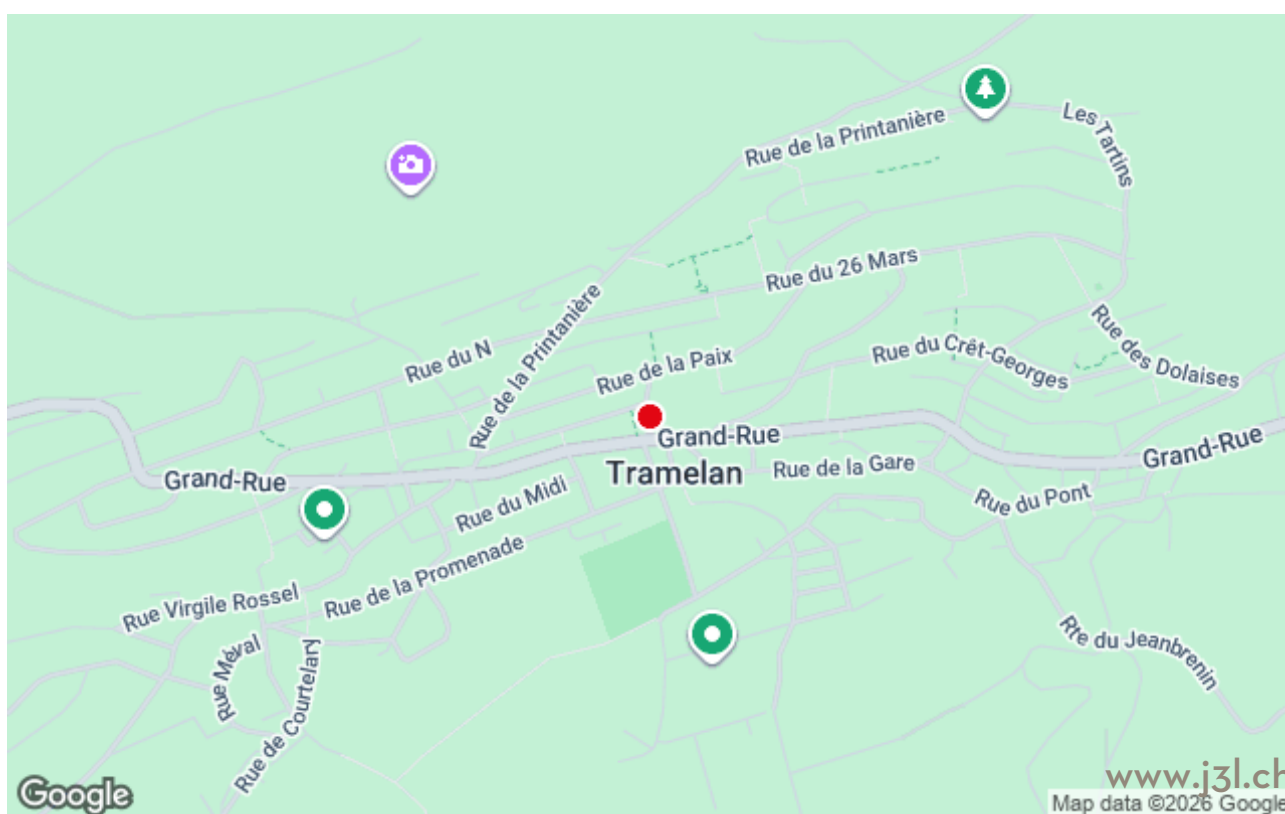 Rue de la Printanière
Les Tartins
Rue du 26 Mars
Rue de la Printanière
Rue du N
Rue de la Paix
Rue du Crêt-Georges
Rue des Dolaises
Grand-Rue
Grand-Rue
Grand-Rue
Tramelan
Rue de la Gare
Rue du Midi
Rue du Pont
Rue de la Promenade
Rue Virgile Rossel
Rue Méval
Rue de Courtelary
Rte du Jeanbrenin
www.j3l.ch
Google
Map data ©2026 Google